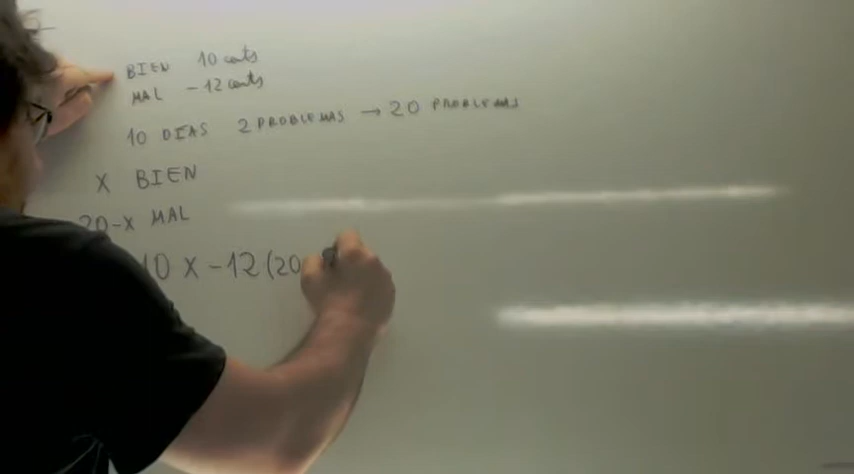 BIEN 10 cents
MAL -12 cents
10 DIAS 2 PROBLEMAS → 20 PROBLEMAS
X BIEN
20-X MAL
10 X -12 (20